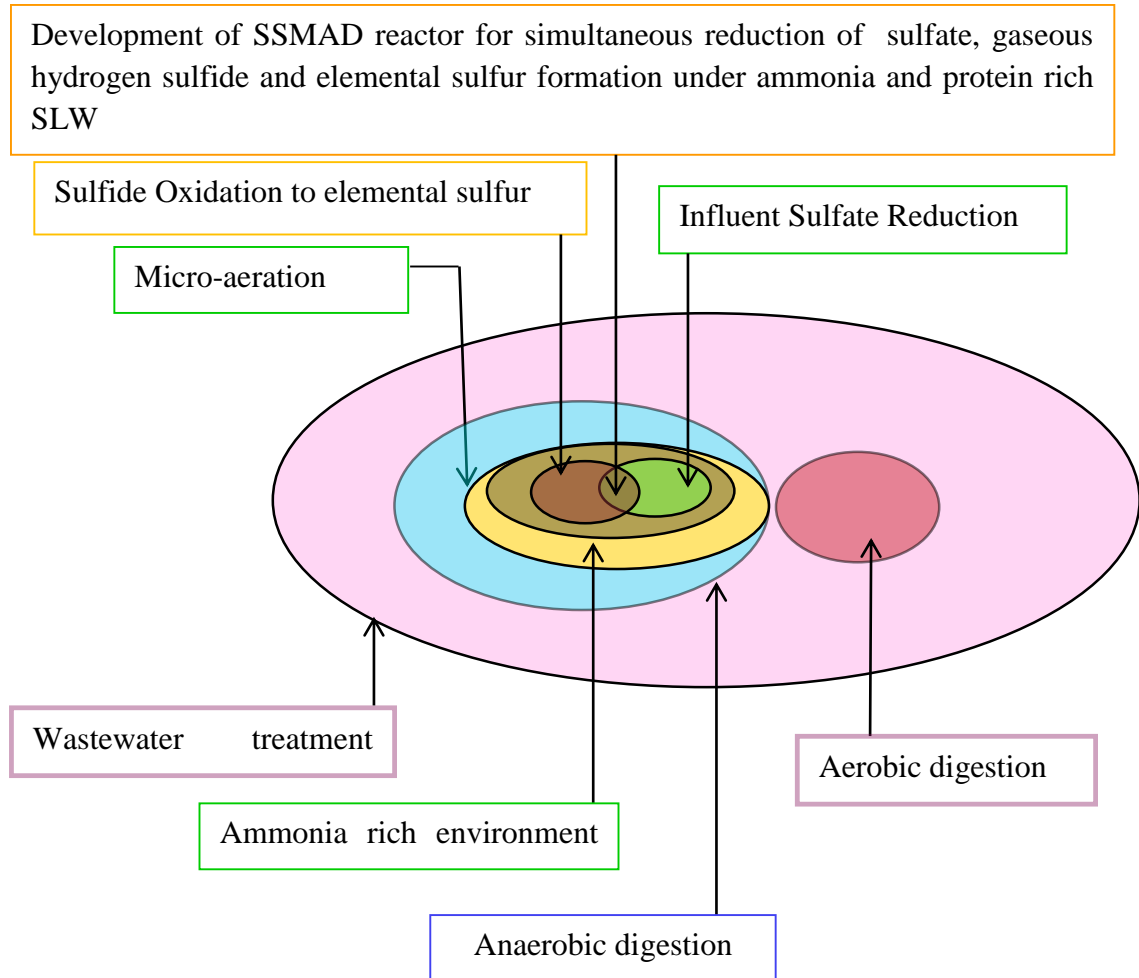 Development of SSMAD reactor for simultaneous reduction of sulfate, gaseous
hydrogen sulfide and elemental sulfur formation under ammonia and protein rich
SLW
Sulfide Oxidation to elemental sulfur
Influent Sulfate Reduction
Micro-aeration
Wastewater treatment
Aerobic digestion
Ammonia rich environment
Anaerobic digestion